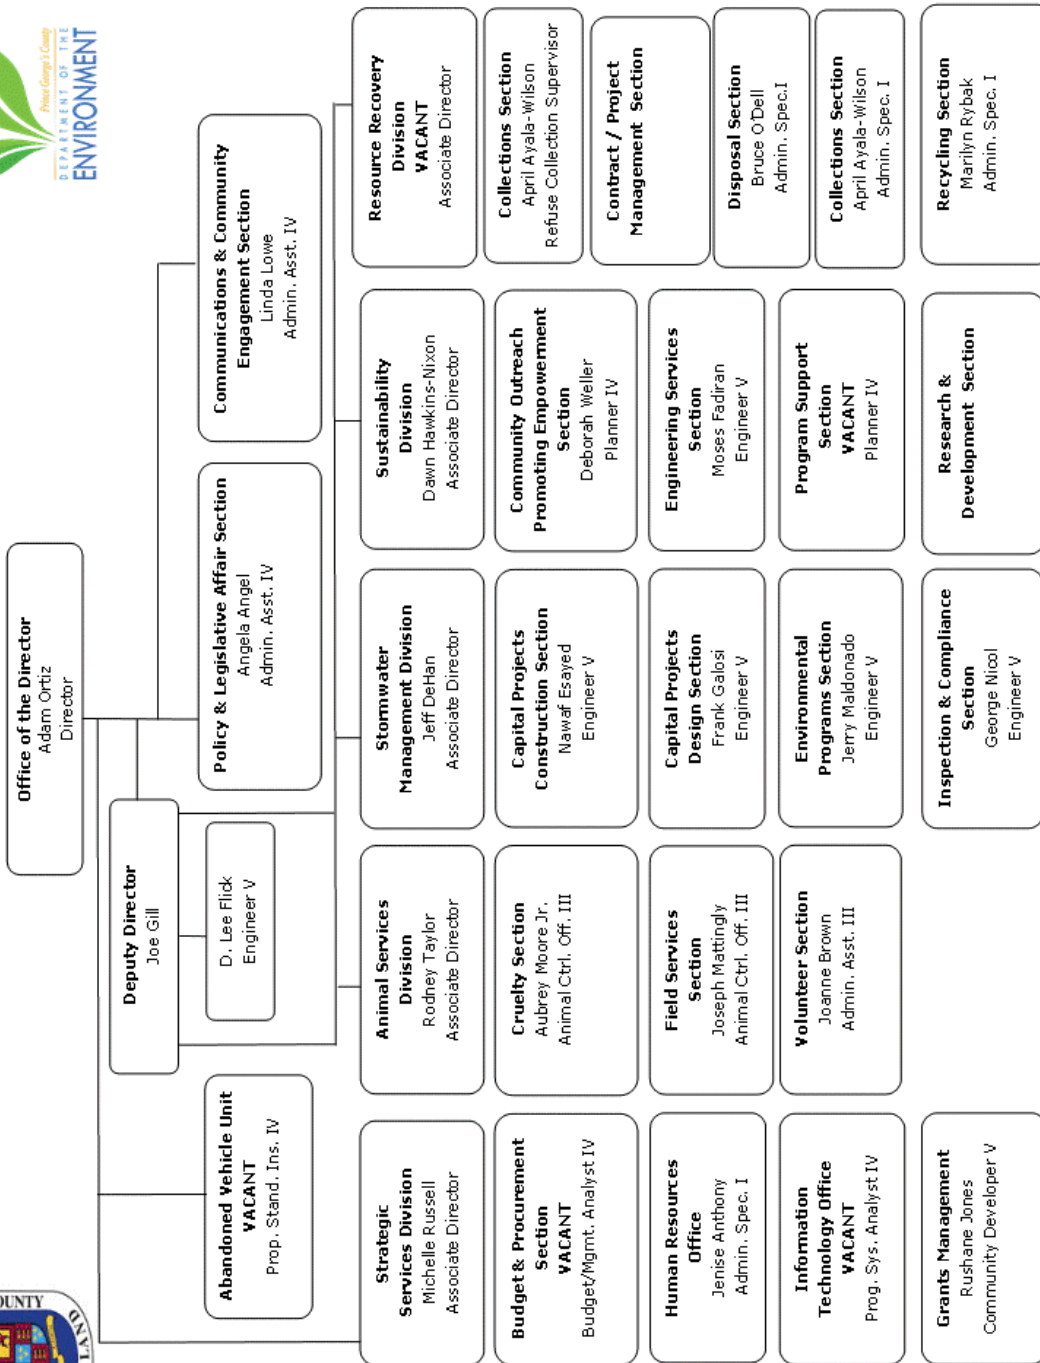 Prince George's County
DEPARTMENT OF THE
ENVIRONMENT
Office of the Director
Adam Ortiz
Director
Deputy Director
Joe Gill
D. Lee Flick
Engineer V
Abandoned Vehicle Unit
VACANT
Prop. Stand. Ins. IV
Policy & Legislative Affair Section
Angela Angel
Admin. Asst. IV
Communications & Community
Engagement Section
Linda Lowe
Admin. Asst. IV
Strategic
Services Division
Michelle Russell
Associate Director
Budget & Procurement
Section
VACANT
Budget/Mgmt. Analyst IV
Human Resources
Office
Jenise Anthony
Admin. Spec. I
Information
Technology Office
VACANT
Prog. Sys. Analyst IV
Grants Management
Rushane Jones
Community Developer V
Animal Services
Division
Rodney Taylor
Associate Director
Cruelty Section
Aubrey Moore Jr.
Animal Ctrl. Off. III
Field Services
Section
Joseph Mattingly
Animal Ctrl. Off. III
Volunteer Section
Joanne Brown
Admin. Asst. III
Stormwater
Management Division
Jeff DeHan
Associate Director
Capital Projects
Construction Section
Nawaf Esayed
Engineer V
Capital Projects
Design Section
Frank Galosi
Engineer V
Environmental
Programs Section
Jerry Maldonado
Engineer V
Inspection & Compliance
Section
George Nicol
Engineer V
Sustainability
Division
Dawn Hawkins-Nixon
Associate Director
Community Outreach
Promoting Empowerment
Section
Deborah Weller
Planner IV
Engineering Services
Section
Moses Fadiran
Engineer V
Program Support
Section
VACANT
Planner IV
Research &
Development Section
Resource Recovery
Division
VACANT
Associate Director
Collections Section
April Ayala-Wilson
Refuse Collection Supervisor
Contract / Project
Management Section
Disposal Section
Bruce O'Dell
Admin. Spec.I
Collections Section
April Ayala-Wilson
Admin. Spec. I
Recycling Section
Marilyn Rybak
Admin. Spec. I